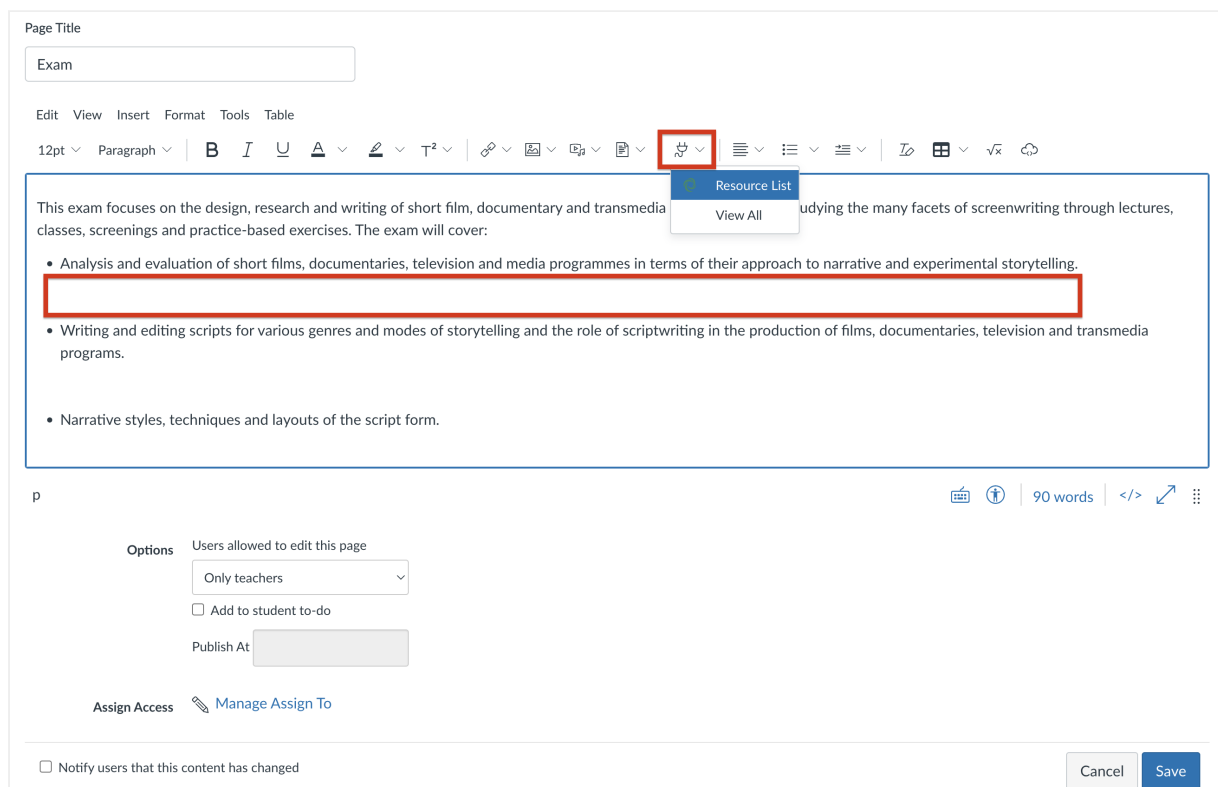 Page Title
Exam
Edit View Insert Format Tools Table
12pt Paragraph B I U A T² √x
Resource List
View All
This exam focuses on the design, research and writing of short film, documentary and transmedia udying the many facets of screenwriting through lectures,
classes, screenings and practice-based exercises. The exam will cover:
• Analysis and evaluation of short films, documentaries, television and media programmes in terms of their approach to narrative and experimental storytelling.
• Writing and editing scripts for various genres and modes of storytelling and the role of scriptwriting in the production of films, documentaries, television and transmedia
programs.
• Narrative styles, techniques and layouts of the script form.
p 90 words </>
Options Users allowed to edit this page
Only teachers
Add to student to-do
Publish At
Assign Access Manage Assign To
Notify users that this content has changed Cancel Save